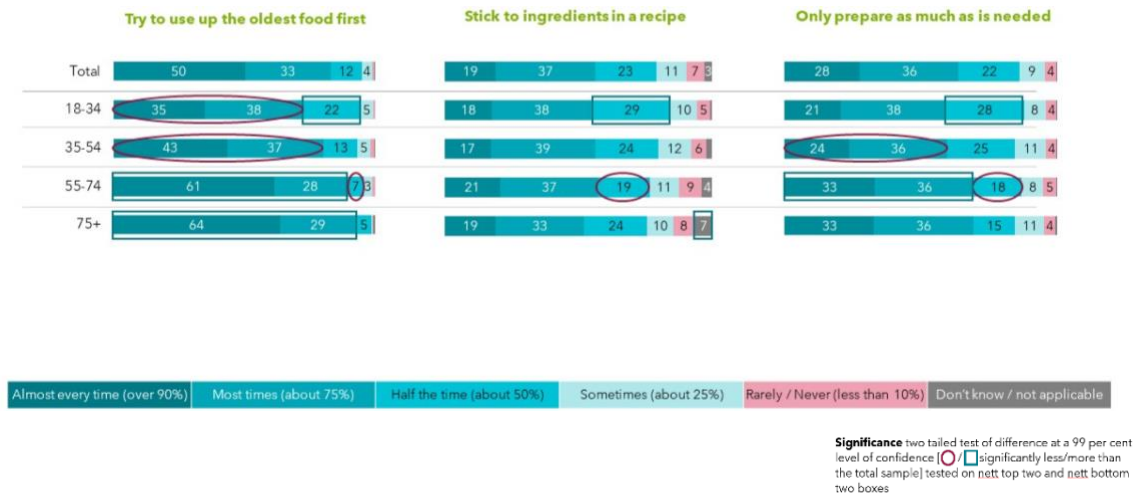 Try to use up the oldest food first Stick to ingredients in a recipe Only prepare as much as is needed
Total 50 33 12 4 19 37 23 11 7 3 28 36 22 9 4
18-34 35 38 22 5 18 38 29 10 5 21 38 28 8 4
35-54 43 37 13 5 17 39 24 12 6 24 36 25 11 4
55-74 61 28 7 3 21 37 19 11 9 4 33 36 18 8 5
75+ 64 29 5 19 33 24 10 8 7 33 36 15 11 4
Almost every time (over 90%) Most times (about 75%) Half the time (about 50%) Sometimes (about 25%) Rarely / Never (less than 10%) Don't know / not applicable
Significance two tailed test of difference at a 99 per cent
level of confidence [ / significantly less/more than
the total sample] tested on nett top two and nett bottom
two boxes